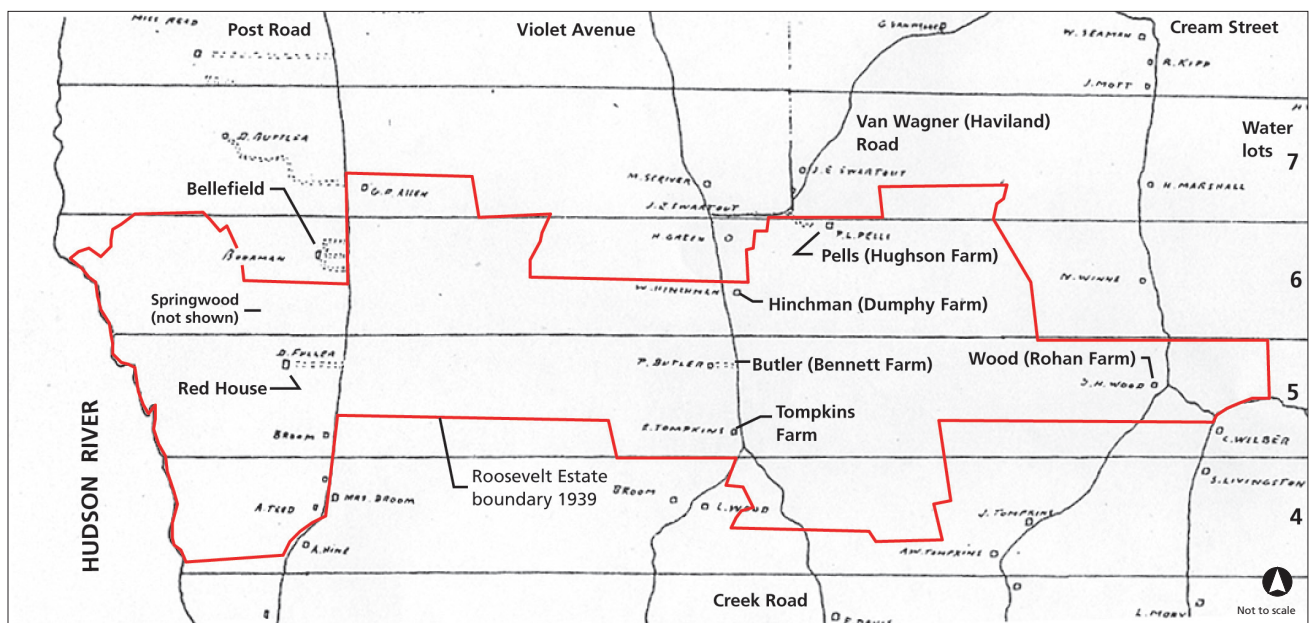 MISS REED
Post Road
Violet Avenue
Cream Street
W. SEAMAN
R. KIPP
J. MOTT
Van Wagner (Haviland)
Road
Water
lots 7
D. BUTTLER
Bellefield
G. P. ALLEN
M. SCRIVER
J. E SWARTOUT
H. MARSHALL
J. E SWARTOUT
H. GREEN
P. L. PELLS
Pells (Hughson Farm)
BOORMAN
N. WINNE
6
Springwood
(not shown)
W. HINCHMAN
Hinchman (Dumphy Farm)
D. FULLER
Red House
P. BUTLER
Butler (Bennett Farm)
Wood (Rohan Farm)
J. H. WOOD
5
HUDSON RIVER
BROOM
E. TOMPKINS
Tompkins
Farm
C. WILBER
Roosevelt Estate
boundary 1939
S. LIVINGSTON
A. TEED
MRS. BROOM
BROOM
L. WOOD
J. TOMPKINS
4
A. HINE
A.W. TOMPKINS
Creek Road
L. MORY
E. DAVIS
Not to scale